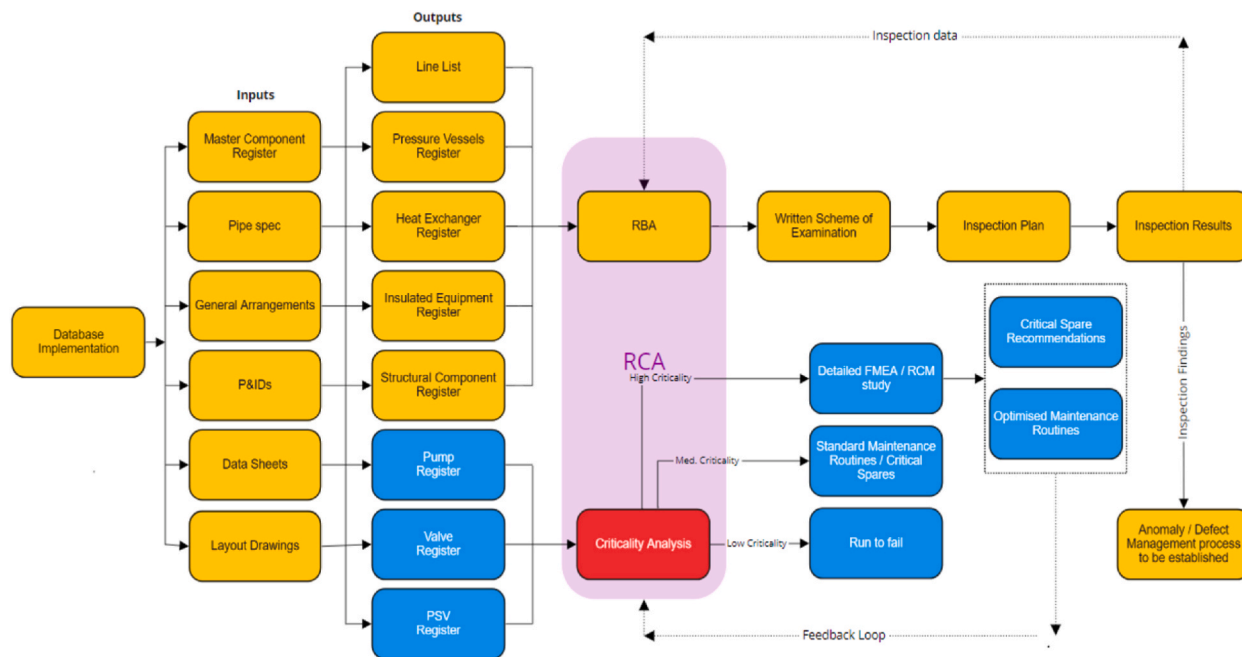 Outputs
Inspection data
Line List
Inputs
Master Component
Register
Pressure Vessels
Register
Pipe spec
Heat Exchanger
Register
RBA
Written Scheme of
Examination
Inspection Plan
Inspection Results
General Arrangements
Insulated Equipment
Register
Database
Implementation
P&IDs
Structural Component
Register
RCA
High Criticality
Detailed FMEA / RCM
study
Critical Spare
Recommendations
Optimised Maintenance
Routines
Inspection Findings
Data Sheets
Pump
Register
Med. Criticality
Standard Maintenance
Routines / Critical
Spares
Layout Drawings
Valve
Register
Criticality Analysis
Low Criticality
Run to fail
Anomaly / Defect
Management process
to be established
PSV
Register
Feedback Loop